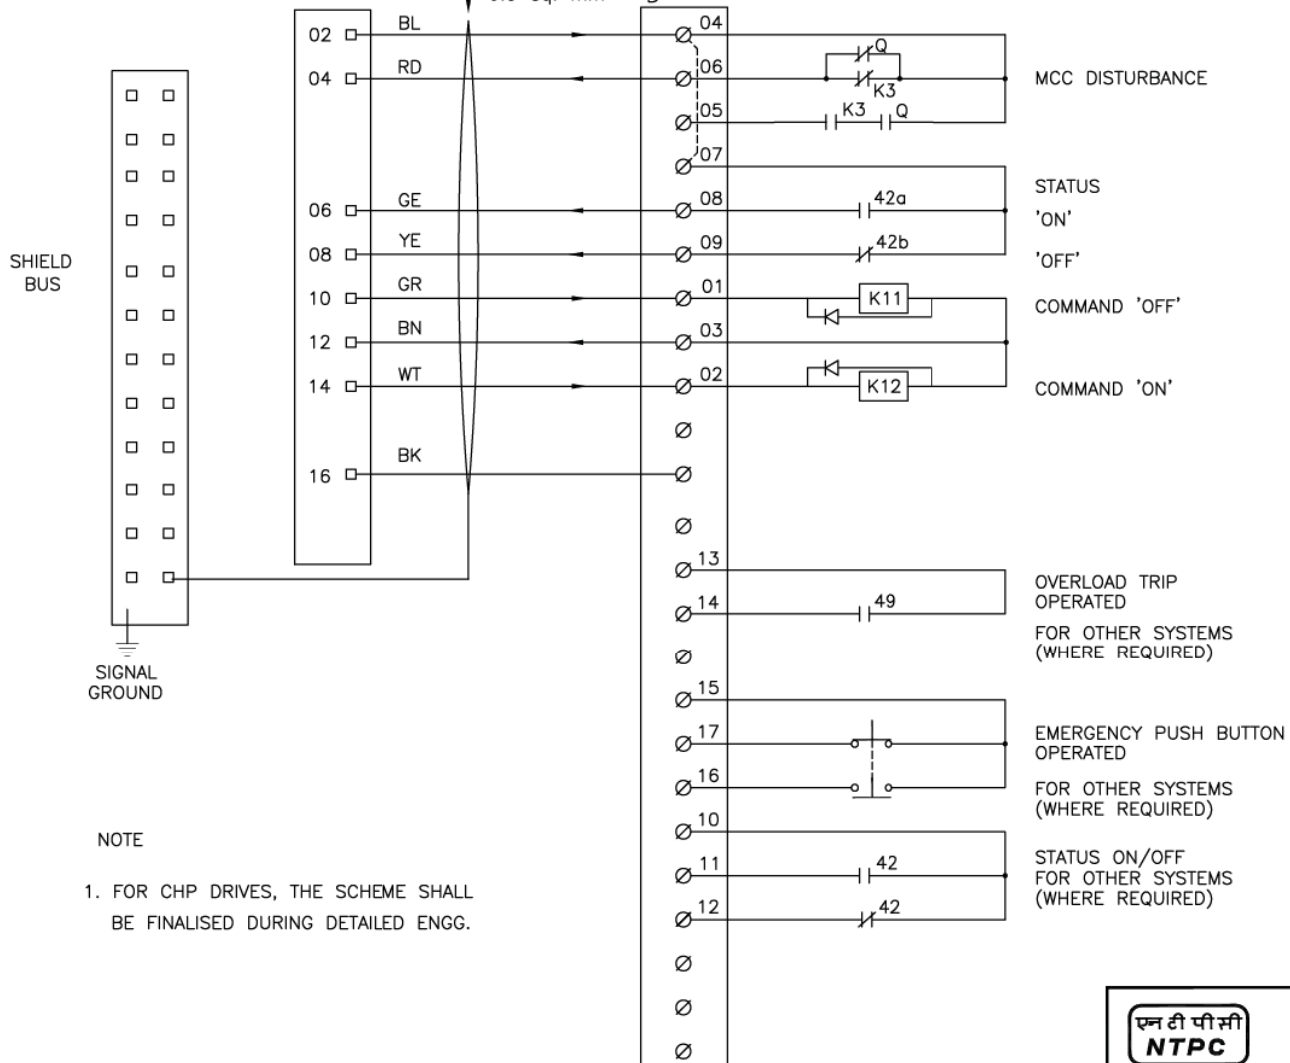 02 BL 04
04 RD 06 Q K3 MCC DISTURBANCE
05 K3 Q
07
STATUS
06 GE 08 42a 'ON'
08 YE 09 42b 'OFF'
SHIELD
BUS
10 GR 01 K11 COMMAND 'OFF'
12 BN 03
14 WT 02 K12 COMMAND 'ON'
16 BK
13
14 49
OVERLOAD TRIP
OPERATED
FOR OTHER SYSTEMS
(WHERE REQUIRED)
SIGNAL
GROUND
15
17
16
EMERGENCY PUSH BUTTON
OPERATED
FOR OTHER SYSTEMS
(WHERE REQUIRED)
10
11 42
12 42
STATUS ON/OFF
FOR OTHER SYSTEMS
(WHERE REQUIRED)
NOTE
1. FOR CHP DRIVES, THE SCHEME SHALL
BE FINALISED DURING DETAILED ENGG.
एन टी पी सी
NTPC